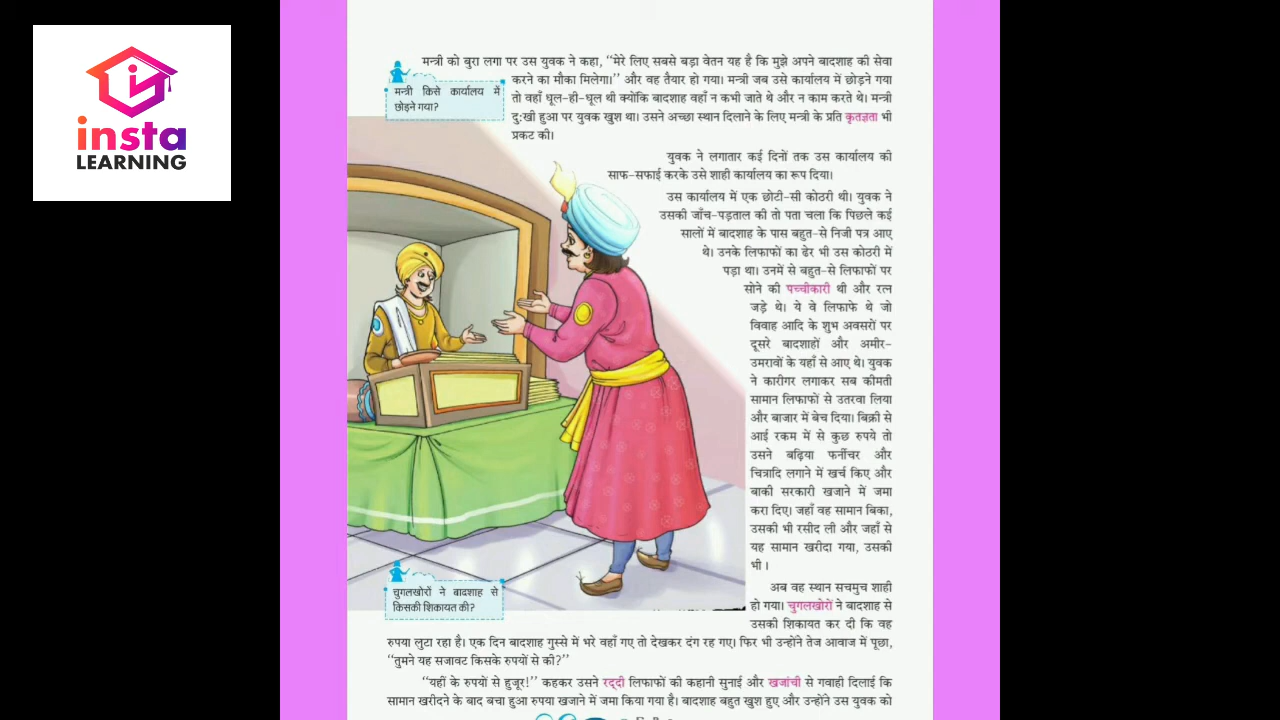 insta
LEARNING
मन्त्री को बुरा लगा पर उस युवक ने कहा, ‘‘मेरे लिए सबसे बड़ा वेतन यह है कि मुझे अपने बादशाह की सेवा
करने का मौका मिलेगा।’’ और वह तैयार हो गया। मन्त्री जब उसे कार्यालय में छोड़ने गया
तो वहाँ धूल-ही-धूल थी क्योंकि बादशाह वहाँ न कभी जाते थे और न काम करते थे। मन्त्री
दुःखी हुआ पर युवक खुश था। उसने अच्छा स्थान दिलाने के लिए मन्त्री के प्रति कृतज्ञता भी
प्रकट की।
मन्त्री किसे कार्यालय में
छोड़ने गया?
युवक ने लगातार कई दिनों तक उस कार्यालय की
साफ-सफाई करके उसे शाही कार्यालय का रूप दिया।
उस कार्यालय में एक छोटी-सी कोठरी थी। युवक ने
उसकी जाँच-पड़ताल की तो पता चला कि पिछले कई
सालों में बादशाह के पास बहुत-से निजी पत्र आए
थे। उनके लिफाफों का ढेर भी उस कोठरी में
पड़ा था। उनमें से बहुत-से लिफाफों पर
सोने की पच्चीकारी थी और रत्न
जड़े थे। ये वे लिफाफे थे जो
विवाह आदि के शुभ अवसरों पर
दूसरे बादशाहों और अमीर-
उमरावों के यहाँ से आए थे। युवक
ने कारीगर लगाकर सब कीमती
सामान लिफाफों से उतरवा लिया
और बाजार में बेच दिया। बिक्री से
आई रकम में से कुछ रुपये तो
उसने बढ़िया फर्नीचर और
चित्रादि लगाने में खर्च किए और
बाकी सरकारी खजाने में जमा
करा दिए। जहाँ वह सामान बिका,
उसकी भी रसीद ली और जहाँ से
यह सामान खरीदा गया, उसकी
भी ।
चुगलखोरों ने बादशाह से
किसकी शिकायत की?
अब वह स्थान सचमुच शाही
हो गया। चुगलखोरों ने बादशाह से
उसकी शिकायत कर दी कि वह
रुपया लुटा रहा है। एक दिन बादशाह गुस्से में भरे वहाँ गए तो देखकर दंग रह गए। फिर भी उन्होंने तेज आवाज में पूछा,
‘‘तुमने यह सजावट किसके रुपयों से की?’’
‘‘यहीं के रुपयों से हुजूर!’’ कहकर उसने रद्दी लिफाफों की कहानी सुनाई और खजांची से गवाही दिलाई कि
सामान खरीदने के बाद बचा हुआ रुपया खजाने में जमा किया गया है। बादशाह बहुत खुश हुए और उन्होंने उस युवक को